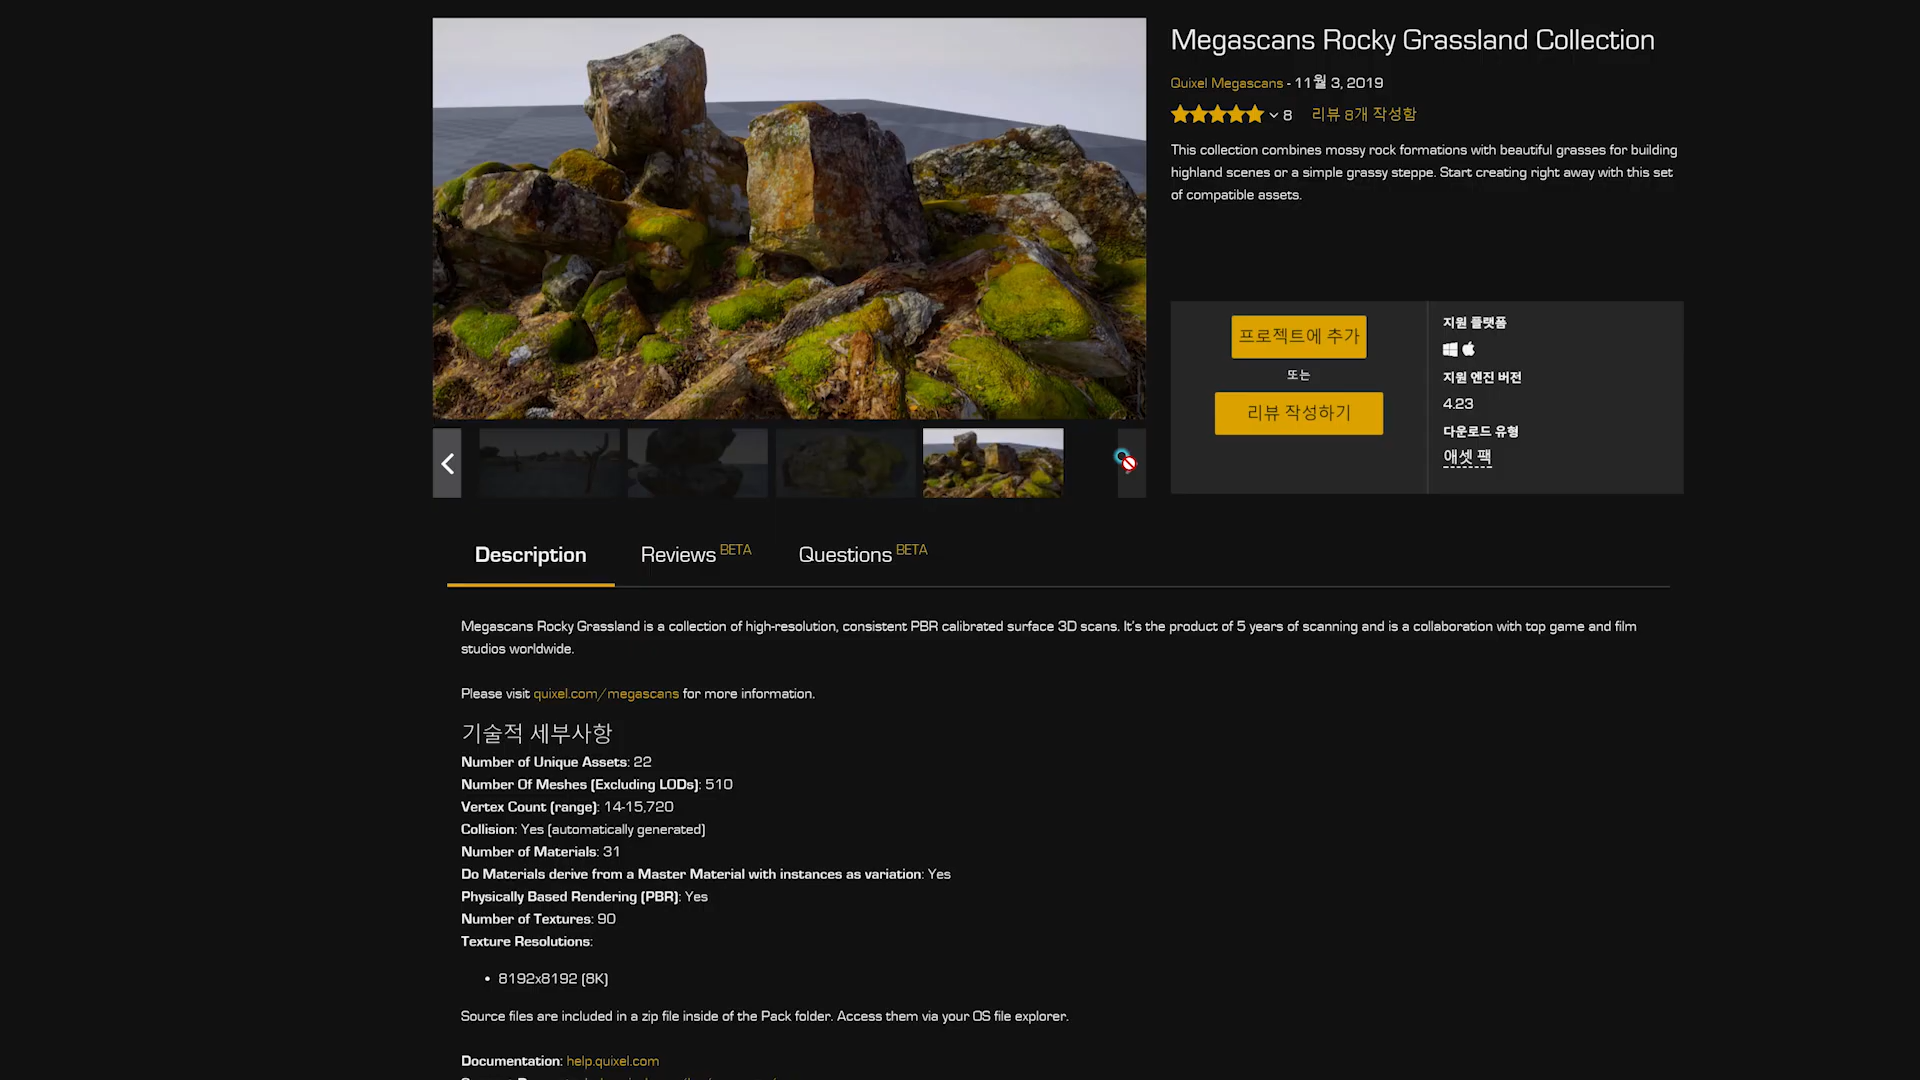 Megascans Rocky Grassland Collection
Quixel Megascans - 11월 3, 2019
8 리뷰 8개 작성함
This collection combines mossy rock formations with beautiful grasses for building
highland scenes or a simple grassy steppe. Start creating right away with this set
of compatible assets.
프로젝트에 추가
또는
리뷰 작성하기
지원 플랫폼
지원 엔진 버전
4.23
다운로드 유형
애셋 팩
Description
Reviews BETA
Questions BETA
Megascans Rocky Grassland is a collection of high-resolution, consistent PBR calibrated surface 3D scans. It's the product of 5 years of scanning and is a collaboration with top game and film
studios worldwide.
Please visit quixel.com/megascans for more information.
기술적 세부사항
Number of Unique Assets: 22
Number Of Meshes (Excluding LODs): 510
Vertex Count (range): 14-15,720
Collision: Yes (automatically generated)
Number of Materials: 31
Do Materials derive from a Master Material with instances as variation: Yes
Physically Based Rendering (PBR): Yes
Number of Textures: 90
Texture Resolutions:
• 8192x8192 (8K)
Source files are included in a zip file inside of the Pack folder. Access them via your OS file explorer.
Documentation: help.quixel.com